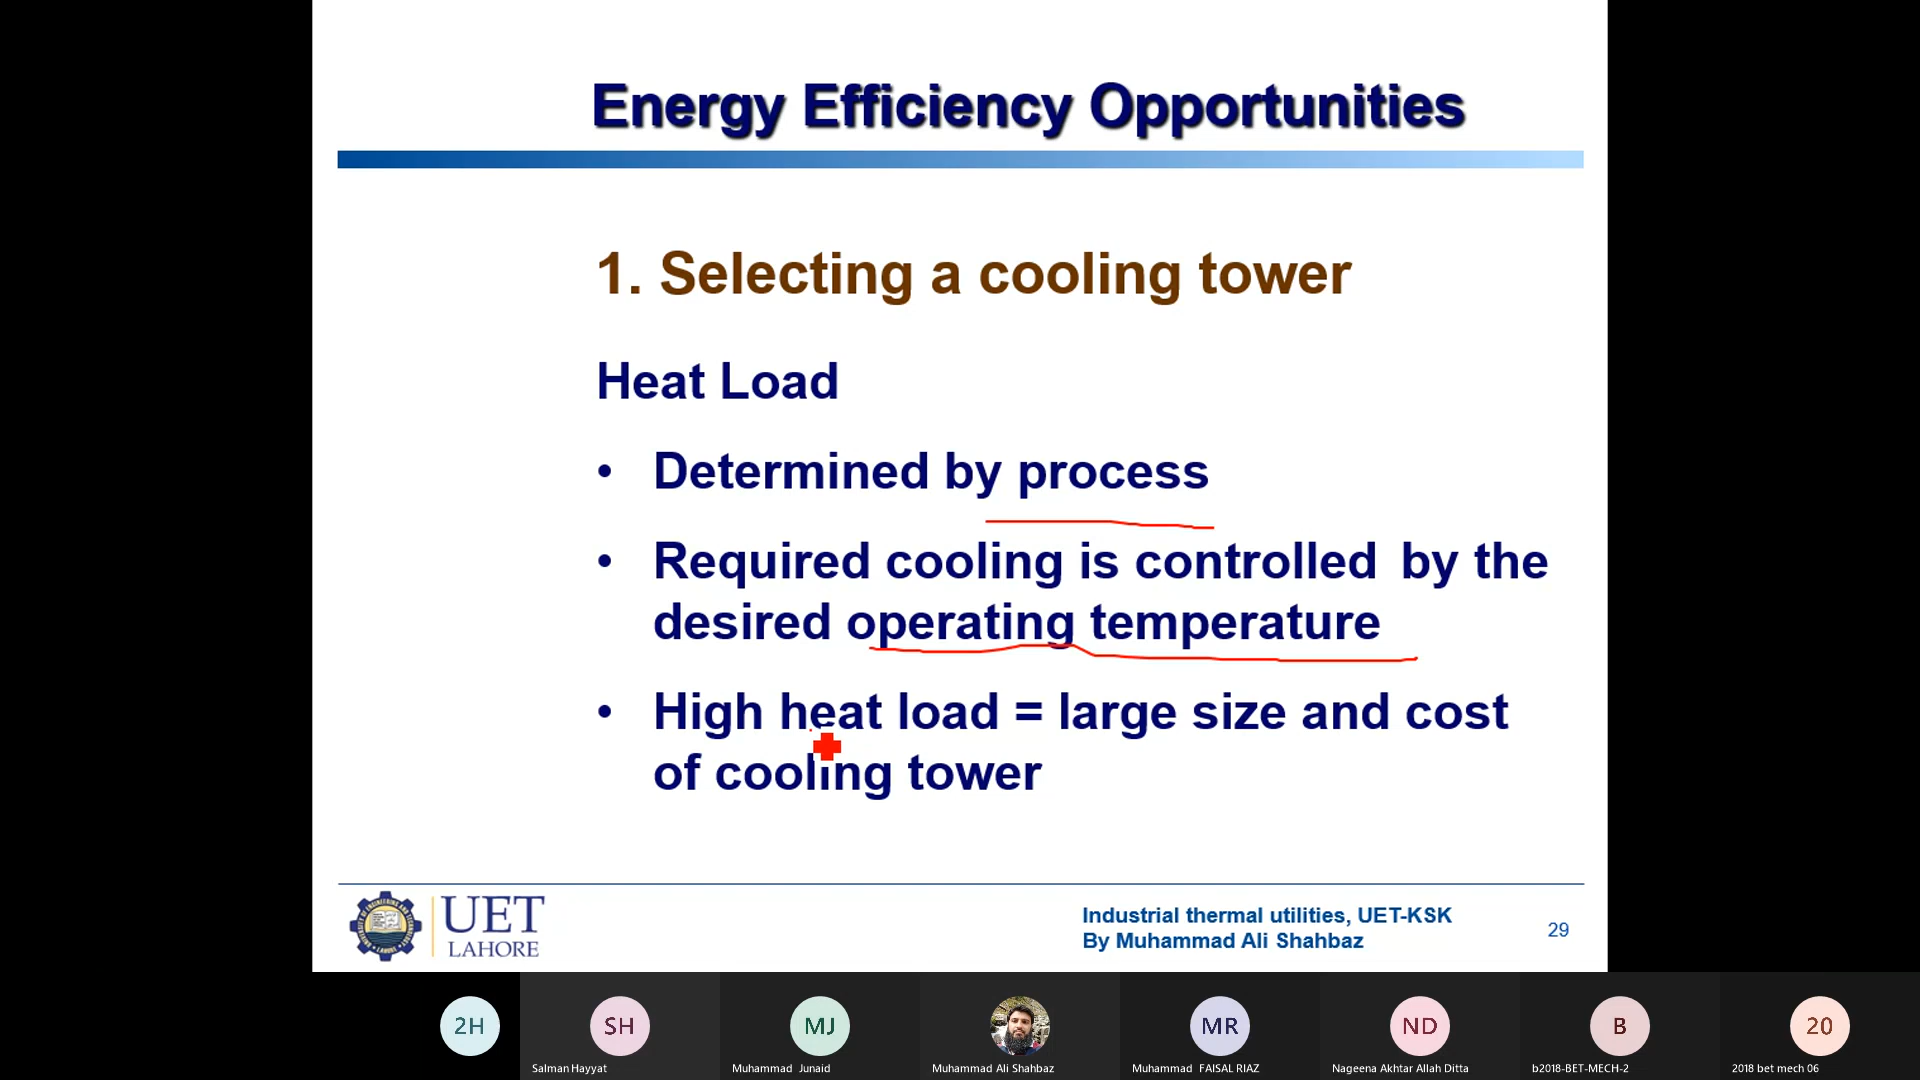 Energy Efficiency Opportunities
1. Selecting a cooling tower
Heat Load
• Determined by process
• Required cooling is controlled by the
desired operating temperature
• High heat load = large size and cost
of cooling tower
UET
LAHORE
Industrial thermal utilities, UET-KSK
By Muhammad Ali Shahbaz
29
2H
SH
MJ
MR
ND
B
20
Salman Hayyat
Muhammad Junaid
Muhammad Ali Shahbaz
Muhammad FAISAL RIAZ
Nageena Akhtar Allah Ditta
b2018-BET-MECH-2
2018 bet mech 06